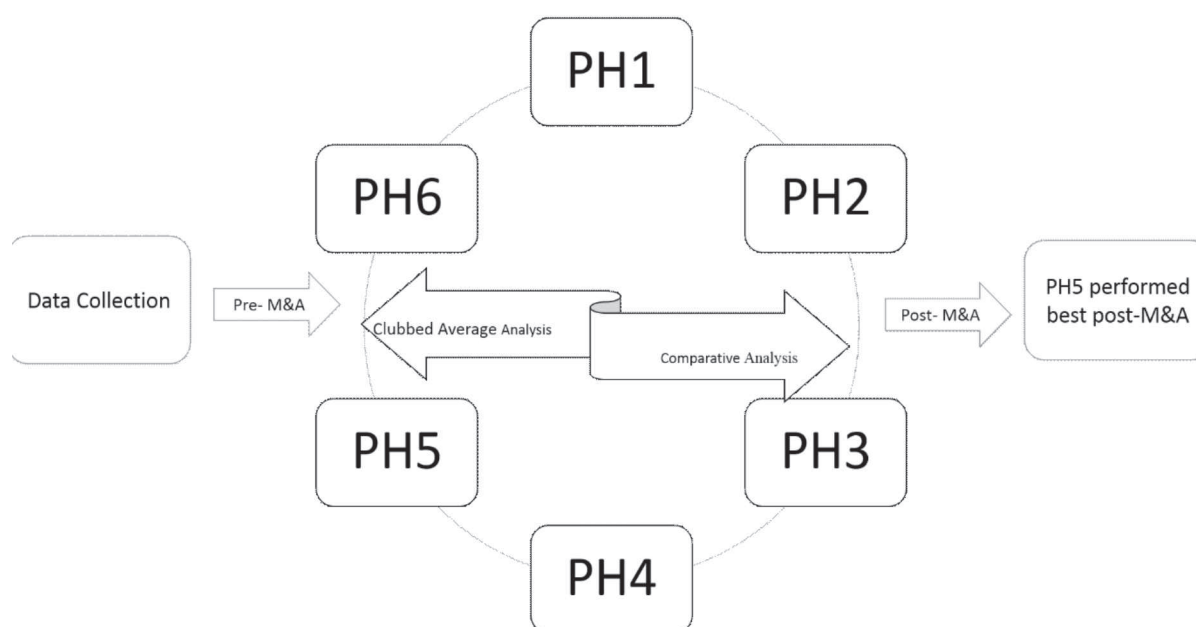 PH1
PH6
PH2
Data Collection
Pre- M&A
Clubbed Average Analysis
Comparative Analysis
Post- M&A
PH5 performed
best post-M&A
PH5
PH3
PH4